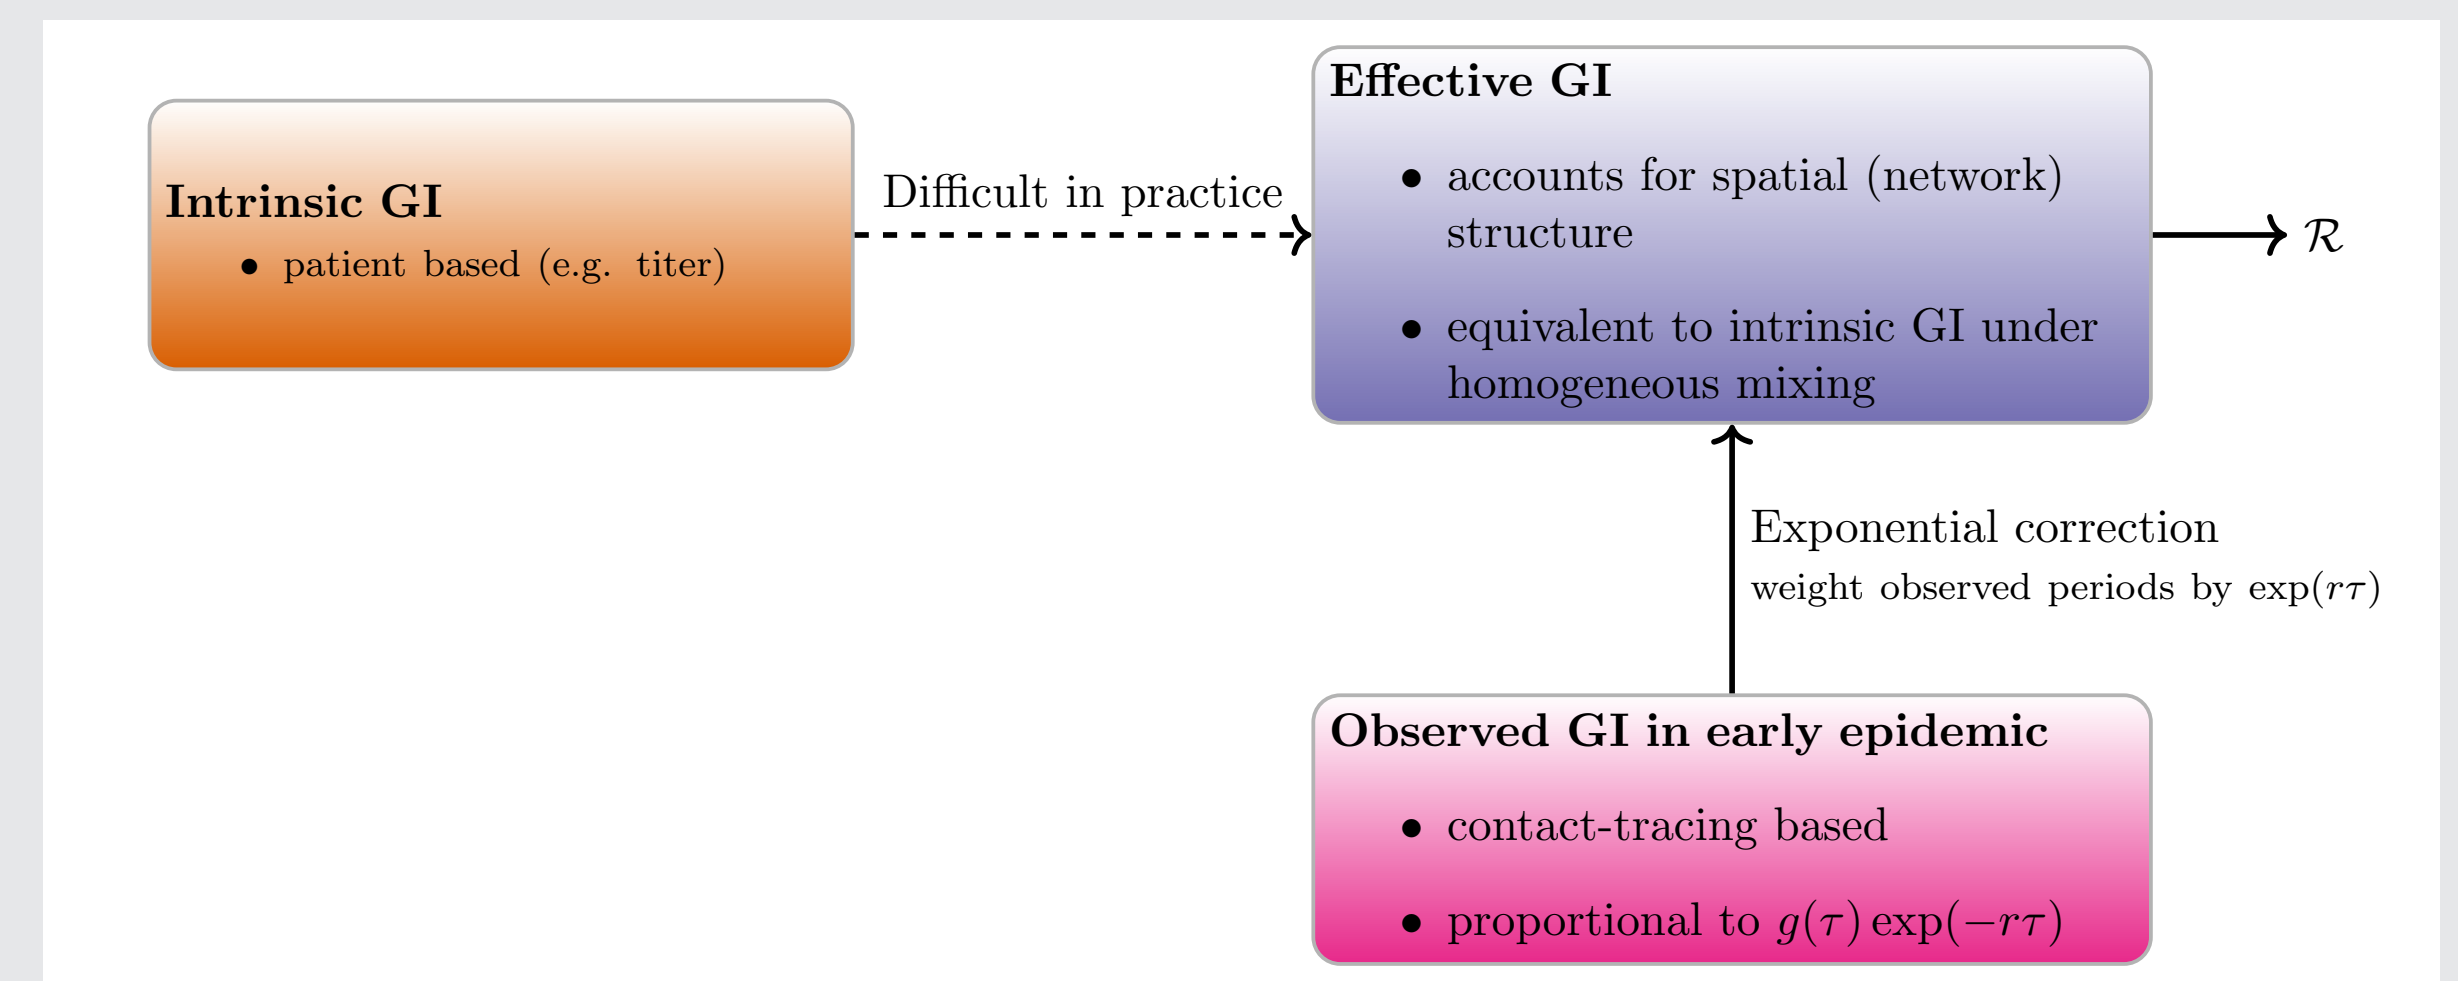 Intrinsic GI
• patient based (e.g. titer)
Difficult in practice
Effective GI
• accounts for spatial (network)
structure
• equivalent to intrinsic GI under
homogeneous mixing
ℛ
Exponential correction
weight observed periods by exp(rτ)
Observed GI in early epidemic
• contact-tracing based
• proportional to g(τ) exp(−rτ)